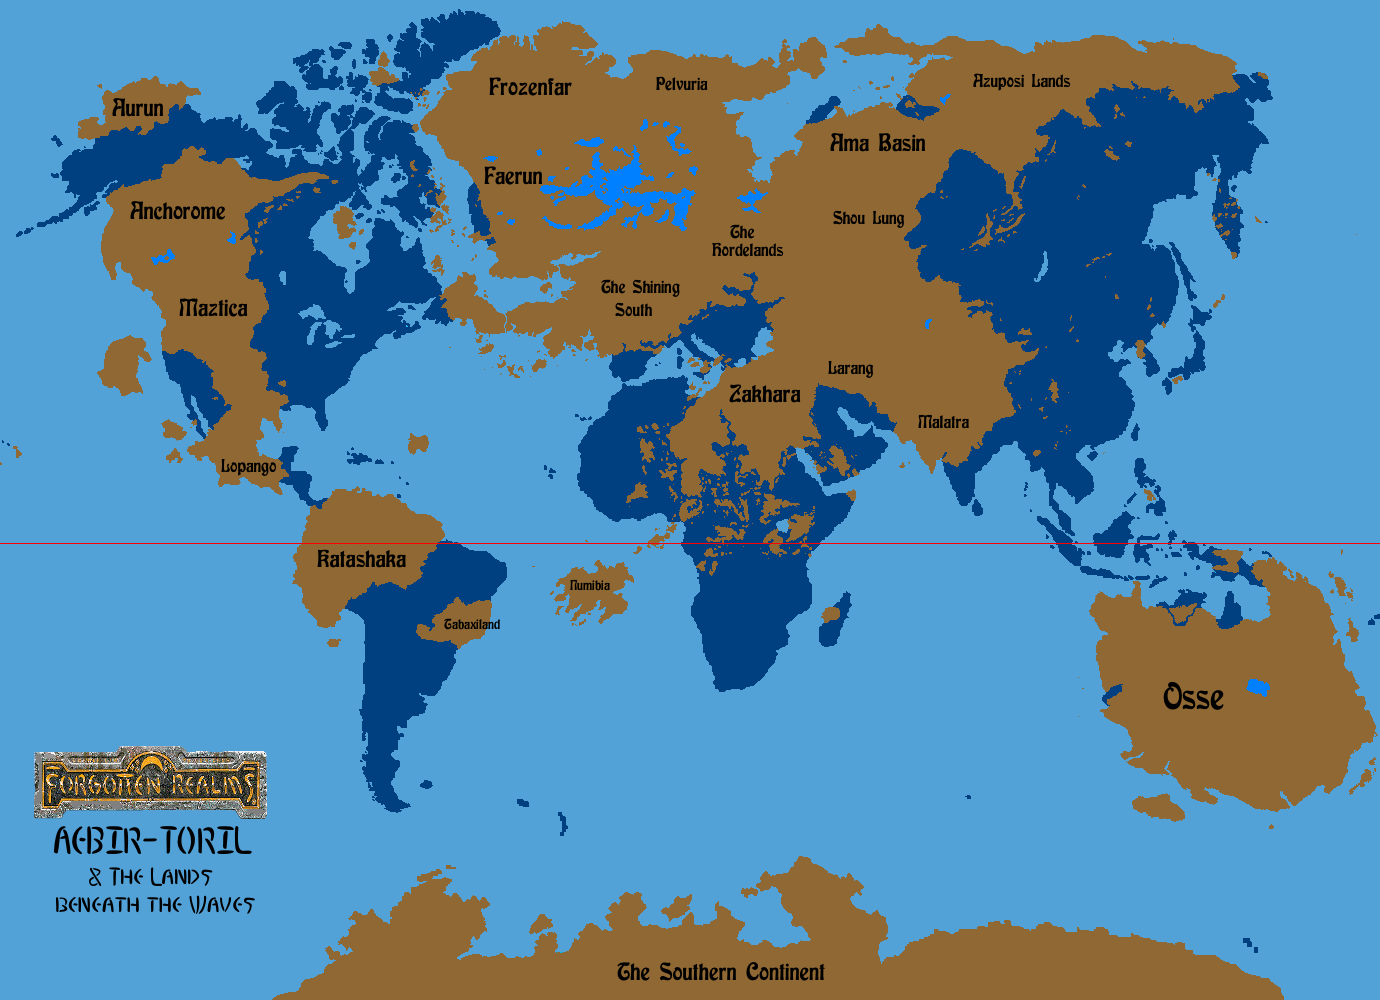 Frozenfar
Pelvuria
Azuposi Lands
Aurun
Ama Basin
Faerun
Anchorome
Shou Lung
The
Hordelands
The Shining
South
Maztica
Larang
Zakhara
Malatra
Lopango
Katashaka
Numibia
Tabaxiland
Osse
FORGOTTEN REALMS
AEBIR-TORIL
& THE LANDS
BENEATH THE WAVES
The Southern Continent